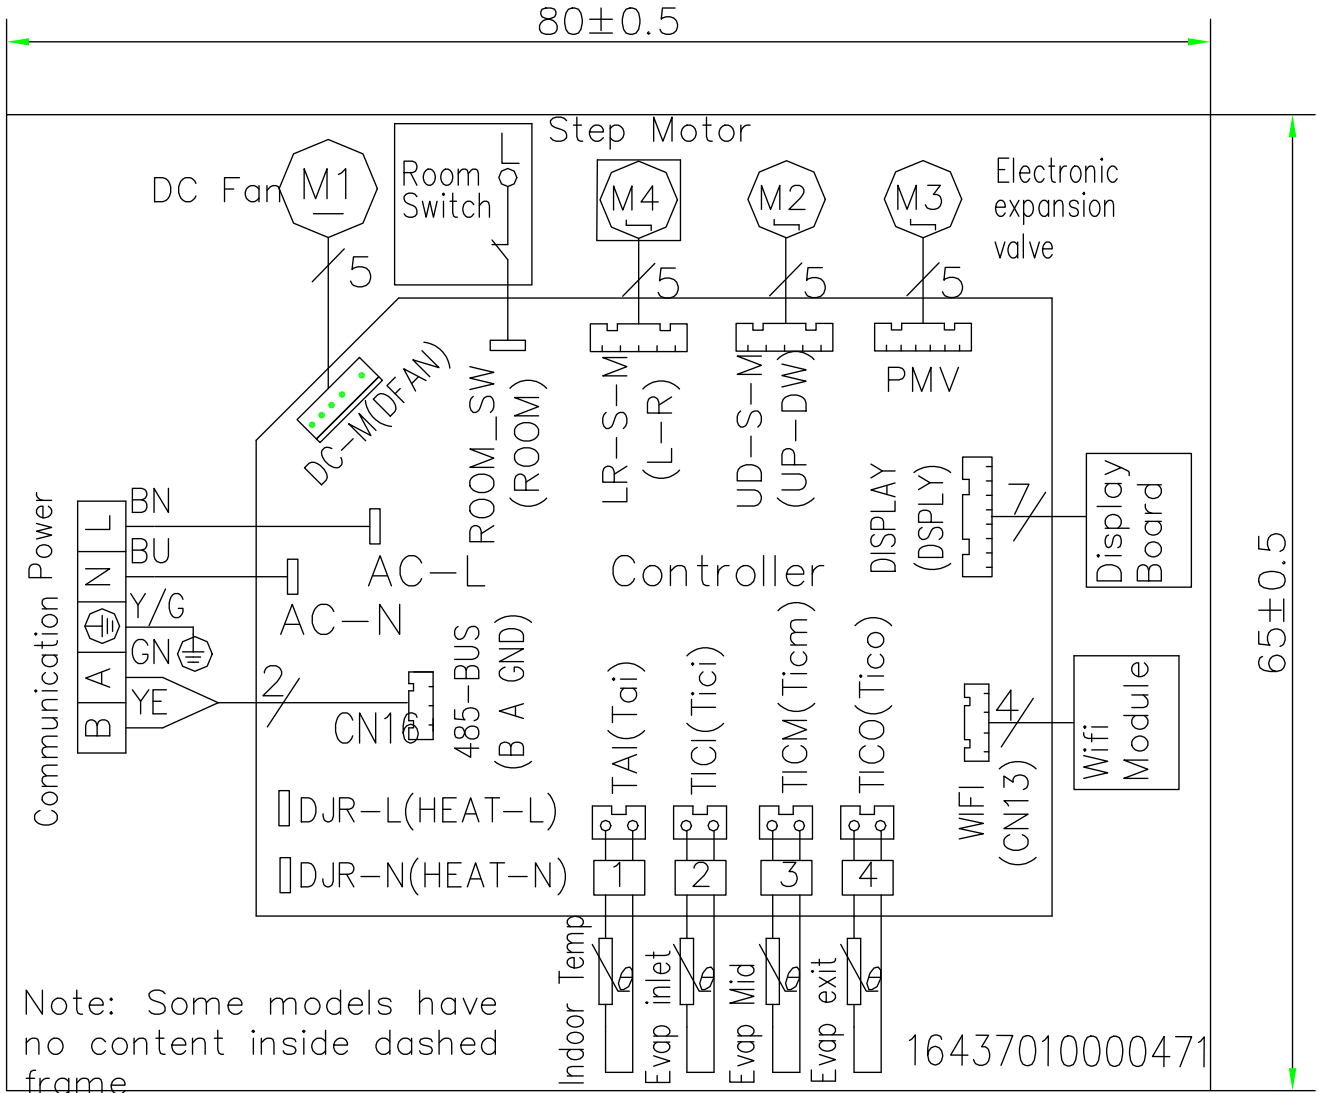 80±0.5
Step Motor
DC Fan
M1
5
Room
Switch
L
M4
5
M2
5
M3
5
Electronic
expansion
valve
DC-M(DFAN)
ROOM_SW
(ROOM)
LR-S-M
(L-R)
UD-S-M
(UP-DW)
PMV
DISPLAY
(DSPLY)
7
Display
Board
65±0.5
Communication Power
L
N
A
B
BN
BU
Y/G
GN
YE
AC-L
AC-N
Controller
2
CN16
485-BUS
(B A GND)
TAI(Tai)
TICI(Tici)
TICM(Ticm)
TICO(Tico)
4
WIFI
(CN13)
Wifi
Module
DJR-L(HEAT-L)
DJR-N(HEAT-N)
1
2
3
4
Indoor Temp
θ
Evap inlet
θ
Evap Mid
θ
Evap exit
θ
Note: Some models have
no content inside dashed
frame
16437010000471